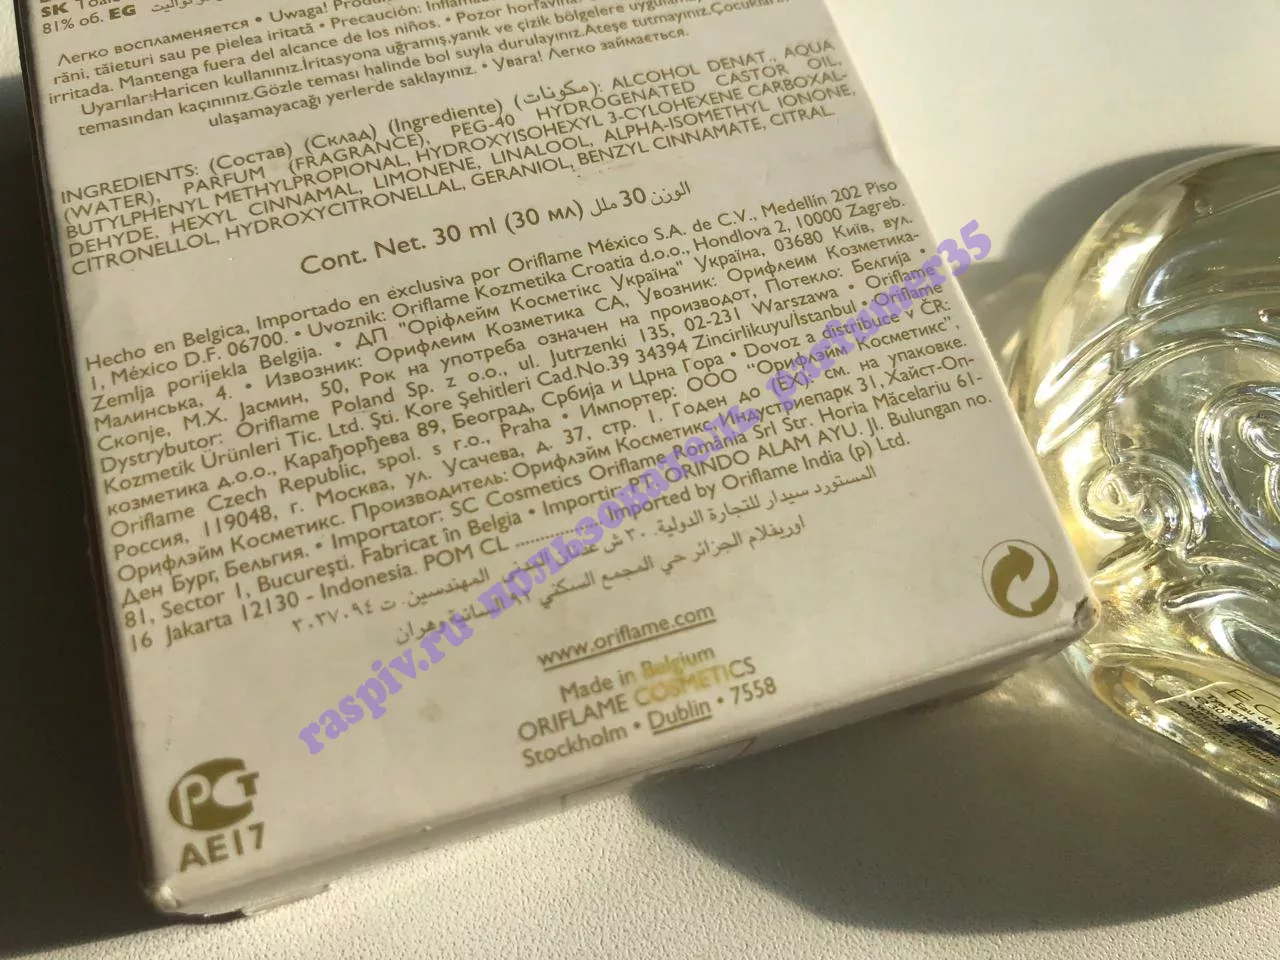 81% об. EG
Легко воспламеняется • Uwaga!
răni, tăieturi sau pe pielea iritată • Precaución:
irritada. Mantenga fuera del alcance de los niños. • Pozor horľavina.
Uyarılar:Haricen kullanınız.İritasyona uğramış,yanık ve çizik bölgelere
temasından kaçınınız.Gözle teması halinde bol suyla durulayınız.Ateşe tutmayınız.
ulaşamayacağı yerlerde saklayınız. • Увага! Легко займається.
INGREDIENTS: (Состав) (Склад) (Ingrediente) (مكونات): ALCOHOL DENAT., AQUA
(WATER), PARFUM (FRAGRANCE), PEG-40 HYDROGENATED CASTOR OIL,
BUTYLPHENYL METHYLPROPIONAL, HYDROXYISOHEXYL 3-CYLOHEXENE CARBOXAL-
DEHYDE, HEXYL CINNAMAL, LIMONENE, LINALOOL, ALPHA-ISOMETHYL IONONE,
CITRONELLOL, HYDROXYCITRONELLAL, GERANIOL, BENZYL CINNAMATE, CITRAL.
Cont. Net. 30 ml (30 мл) الوزن 30 ملل
Hecho en Belgica, Importado en exclusiva por Oriflame México S.A. de C.V., Medellín 202 Piso
1, México D.F. 06700. • Uvoznik: Oriflame Kozmetika Croatia d.o.o., Hondlova 2, 10000 Zagreb.
Zemlja porijekla Belgija. • ДП "Оріфлейм Косметікс Україна" Україна, 03680 Київ, вул.
Малинська, 4. • Извозник: Орифлеим Козметика СА, Увозник: Орифлеим Козметика-
Скопје, М.Х. Јасмин, 50, Рок на употреба означен на производот, Потекло: Белгија •
Dystrybutor: Oriflame Poland Sp. z o.o., ul. Jutrzenki 135, 02-231 Warszawa • Oriflame
Kozmetik Ürünleri Tic. Ltd. Şti. Kore Şehitleri Cad.No.39 34394 Zincirlikuyu/İstanbul • Oriflame
козметика д.о.о., Карађорђева 89, Београд, Србија и Црна Гора • Dovoz a distribuce v ČR:
Oriflame Czech Republic, spol. s r.o., Praha • Импортер: ООО "Орифлэйм Косметикс",
Россия, 119048, г. Москва, ул. Усачева, д. 37, стр. 1. Годен до (EX): см. на упаковке.
Орифлэйм Косметикс. Производитель: Орифлэйм Косметикс, Индустриепарк 31, Хайст-Оп-
Ден Бург, Бельгия. • Importator: SC Cosmetics Oriflame România Srl Str. Horia Măcelariu 61-
81, Sector 1, Bucureşti. Fabricat în Belgia • Importir: PT. ORINDO ALAM AYU. Jl. Bulungan no.
16 Jakarta 12130 - Indonesia. POM CL ................ Imported by Oriflame India (p) Ltd.
المستورد سيدار للتجارة الدولية
اوريفلام الجزائر حي المجمع السكني
www.oriflame.com
Made in Belgium
ORIFLAME COSMETICS
Stockholm • Dublin • 7558
РСТ
АЕ17
raspiv.ru пользователь parfumer35